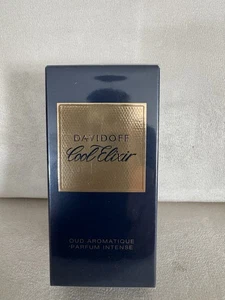 DAVIDOFF
Cool Elixir
OUD AROMATIQUE
PARFUM INTENSE